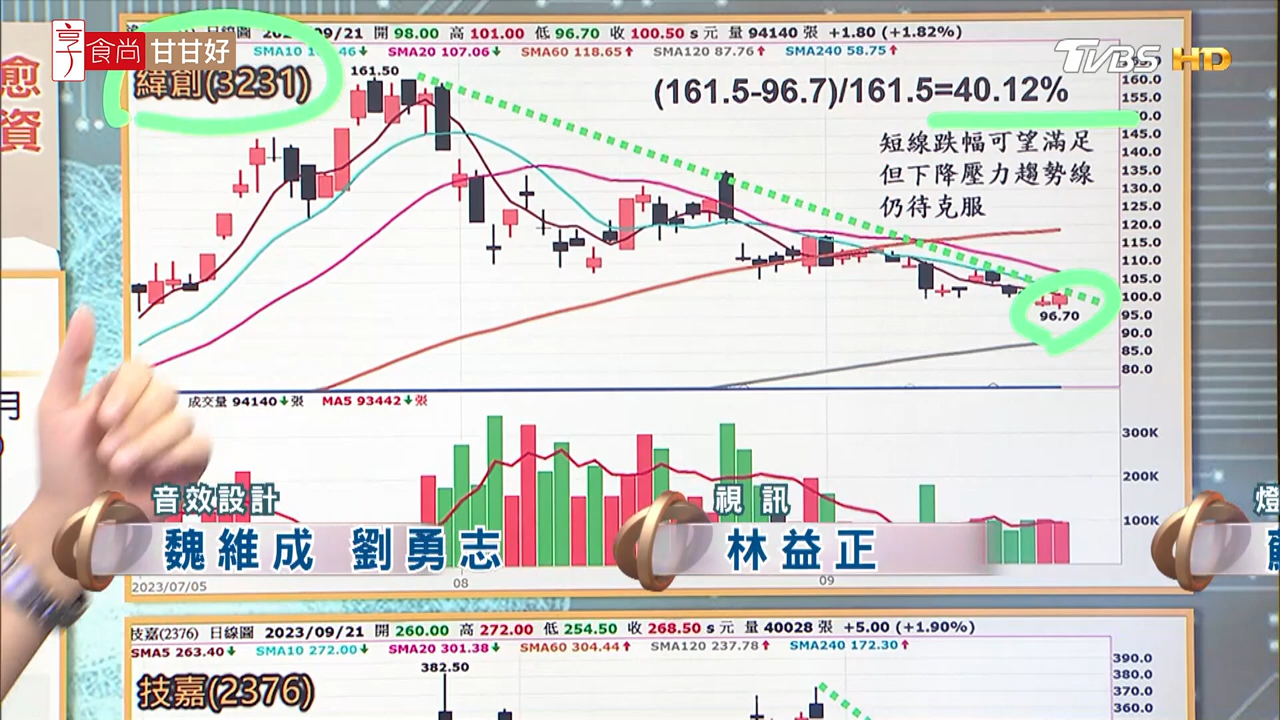 享 食尚 甘甘好
TVBS HD
愈
資
月
日線圖 09/21 開 98.00 高 101.00 低 96.70 收 100.50 s 元 量 94140 張 +1.80 (+1.82%)
SMA10 SMA20 107.06↓ SMA60 118.65↑ SMA120 87.76↑ SMA240 58.75↑
緯創(3231)
161.50
(161.5-96.7)/161.5=40.12%
短線跌幅可望滿足
但下降壓力趨勢線
仍待克服
96.70
160.0
155.0
145.0
140.0
135.0
130.0
125.0
120.0
115.0
110.0
105.0
100.0
95.0
90.0
85.0
80.0
成交量 94140↓張 MA5 93442↓張
300K
200K
100K
音效設計 視訊 燈
魏維成 劉勇志 林益正
2023/07/05 08 09
技嘉(2376) 日線圖 2023/09/21 開 260.00 高 272.00 低 254.50 收 268.50 s 元 量 40028 張 +5.00 (+1.90%)
SMA5 263.40↓ SMA10 272.00↓ SMA20 301.38↓ SMA60 304.44↑ SMA120 237.78↑ SMA240 172.30↑
技嘉(2376)
382.50
390.0
380.0
370.0
360.0